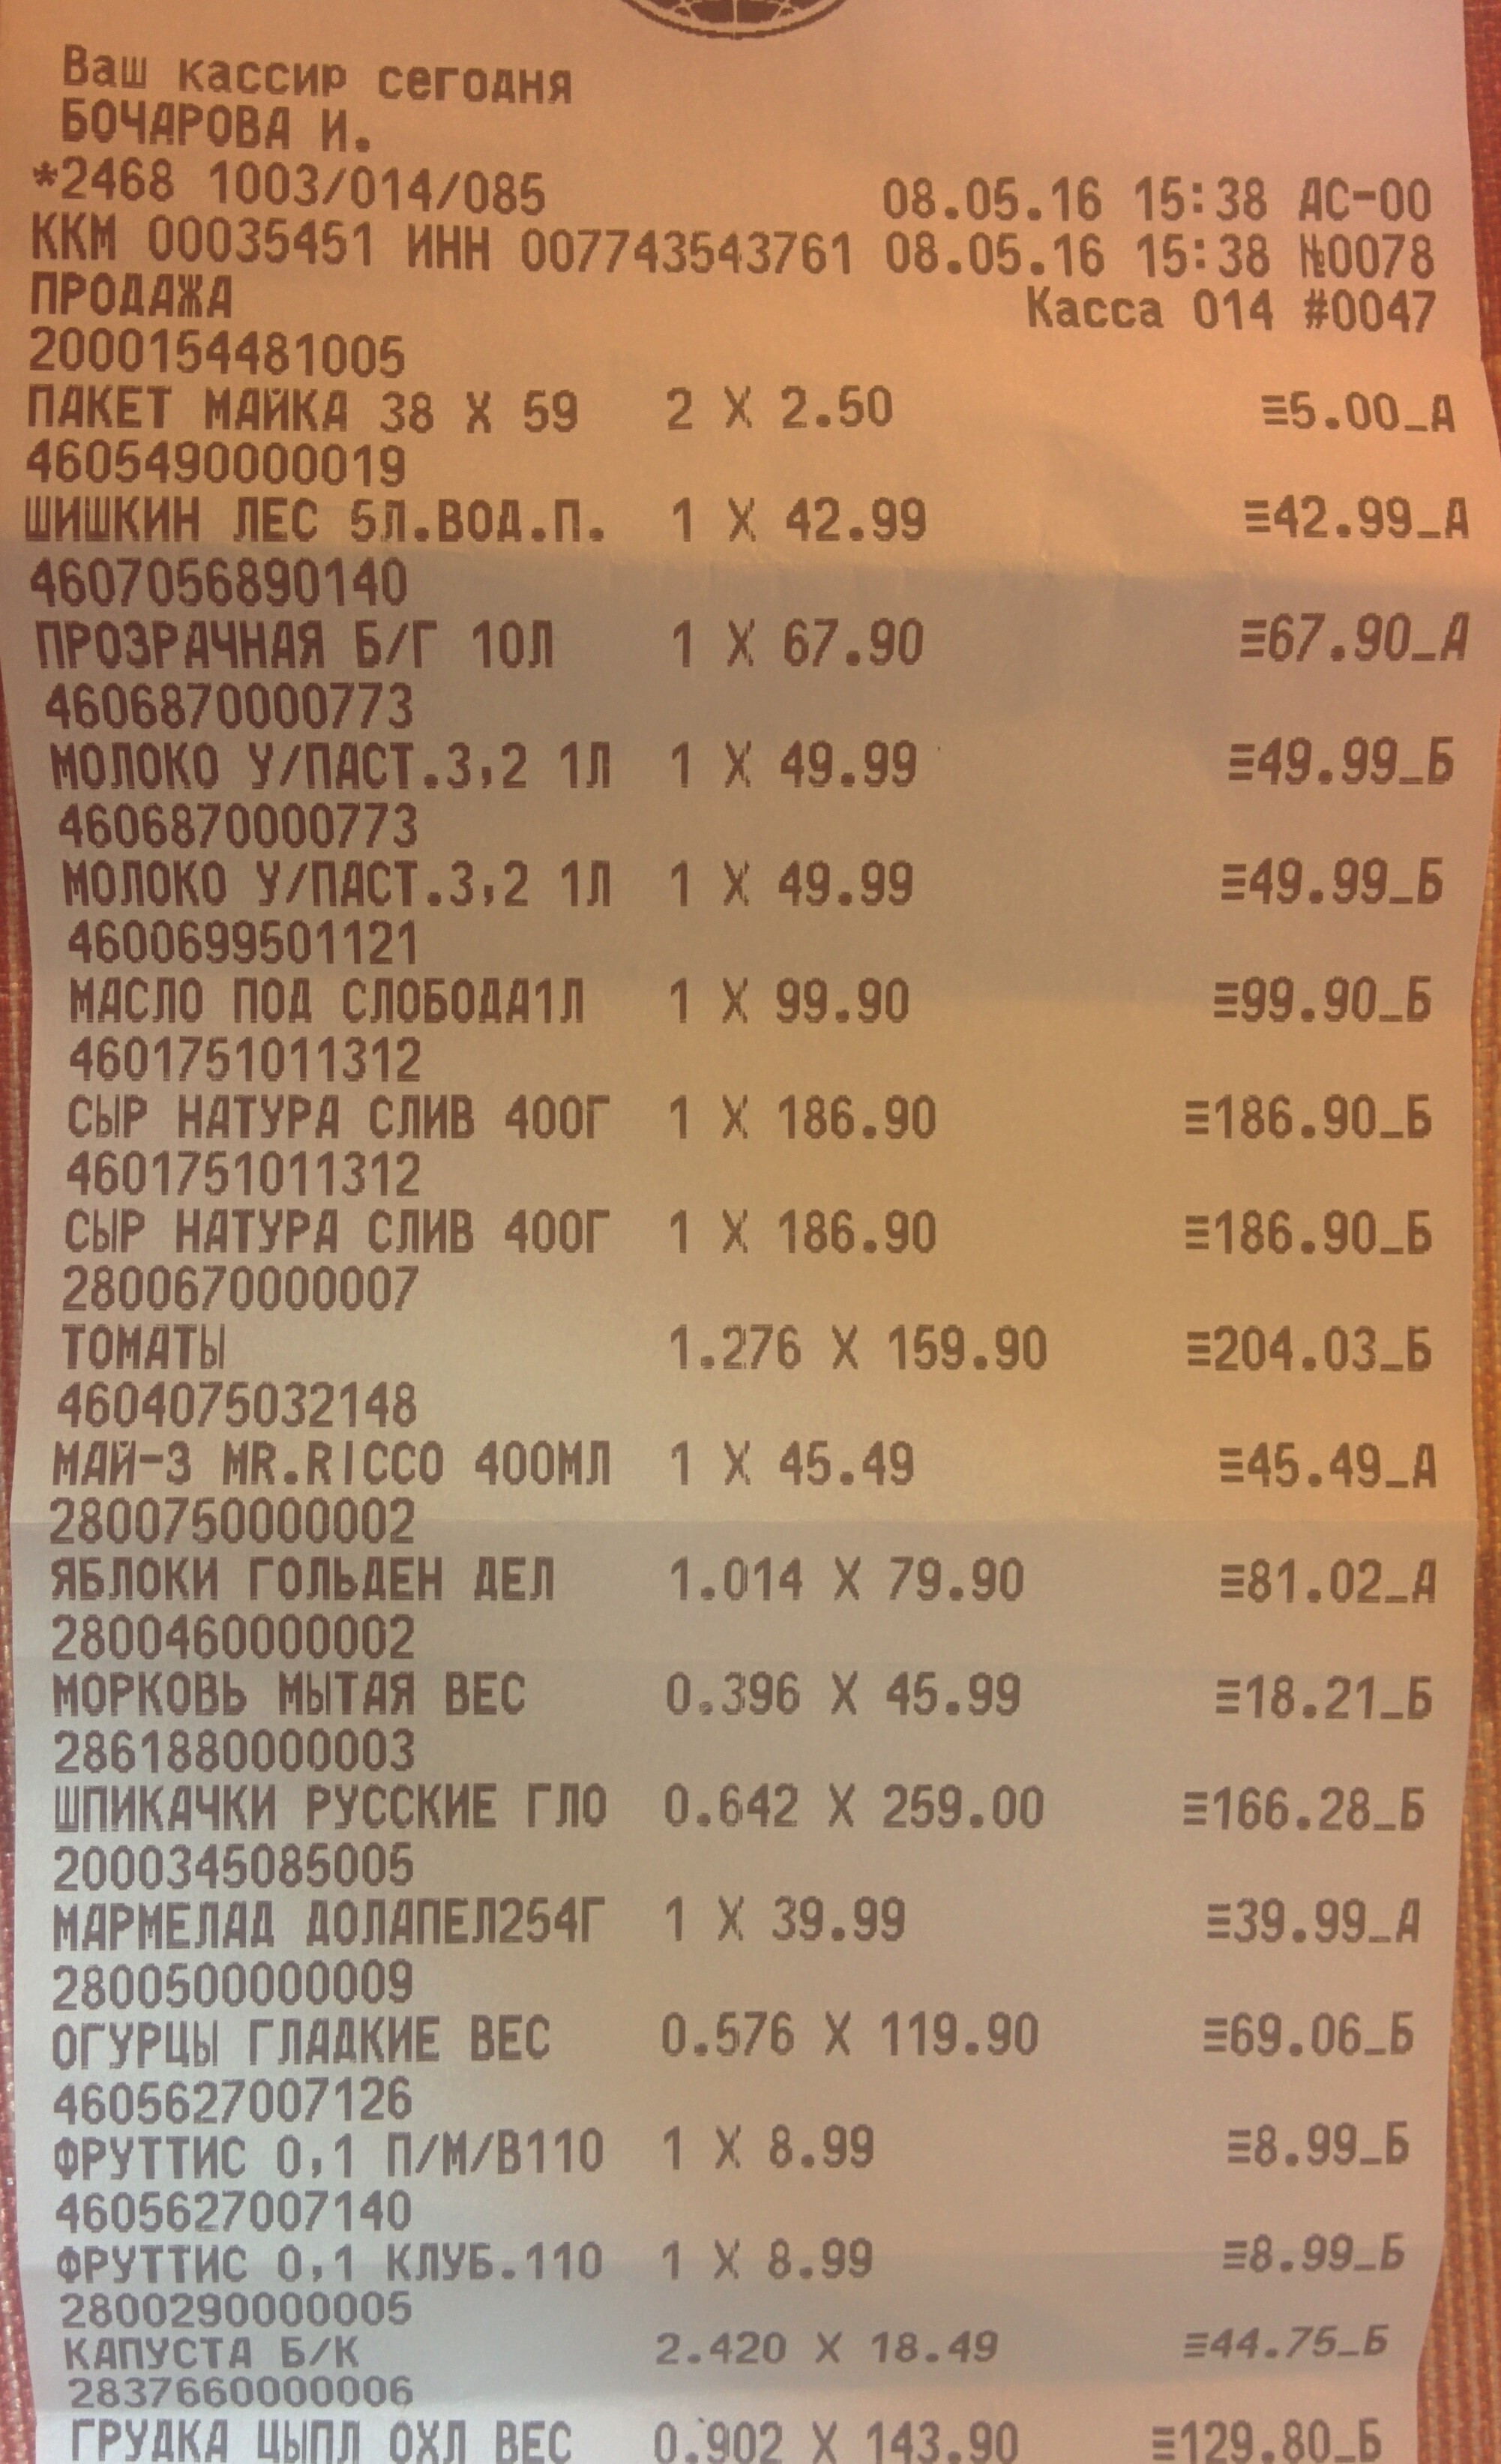 Ваш кассир сегодня
БОЧАРОВА И.
*2468 1003/014/085 08.05.16 15:38 АС-00
ККМ 00035451 ИНН 007743543761 08.05.16 15:38 №0078
ПРОДАЖА Касса 014 #0047
2000154481005
ПАКЕТ МАЙКА 38 Х 59 2 X 2.50 ≡5.00_А
4605490000019
ШИШКИН ЛЕС 5Л.ВОД.П. 1 X 42.99 ≡42.99_А
4607056890140
ПРОЗРАЧНАЯ Б/Г 10Л 1 X 67.90 ≡67.90_А
4606870000773
МОЛОКО У/ПАСТ.3,2 1Л 1 X 49.99 ≡49.99_Б
4606870000773
МОЛОКО У/ПАСТ.3,2 1Л 1 X 49.99 ≡49.99_Б
4600699501121
МАСЛО ПОД СЛОБОДА1Л 1 X 99.90 ≡99.90_Б
4601751011312
СЫР НАТУРА СЛИВ 400Г 1 X 186.90 ≡186.90_Б
4601751011312
СЫР НАТУРА СЛИВ 400Г 1 X 186.90 ≡186.90_Б
2800670000007
ТОМАТЫ 1.276 X 159.90 ≡204.03_Б
4604075032148
МАЙ-З MR.RICCO 400МЛ 1 X 45.49 ≡45.49_А
2800750000002
ЯБЛОКИ ГОЛЬДЕН ДЕЛ 1.014 X 79.90 ≡81.02_А
2800460000002
МОРКОВЬ МЫТАЯ ВЕС 0.396 X 45.99 ≡18.21_Б
2861880000003
ШПИКАЧКИ РУССКИЕ ГЛО 0.642 X 259.00 ≡166.28_Б
2000345085005
МАРМЕЛАД ДОЛАПЕЛ254Г 1 X 39.99 ≡39.99_А
2800500000009
ОГУРЦЫ ГЛАДКИЕ ВЕС 0.576 X 119.90 ≡69.06_Б
4605627007126
ФРУТТИС 0,1 П/М/В110 1 X 8.99 ≡8.99_Б
4605627007140
ФРУТТИС 0,1 КЛУБ.110 1 X 8.99 ≡8.99_Б
2800290000005
КАПУСТА Б/К 2.420 X 18.49 ≡44.75_Б
2837660000006
ГРУДКА ЦЫПЛ ОХЛ ВЕС 0.902 X 143.90 ≡129.80_Б